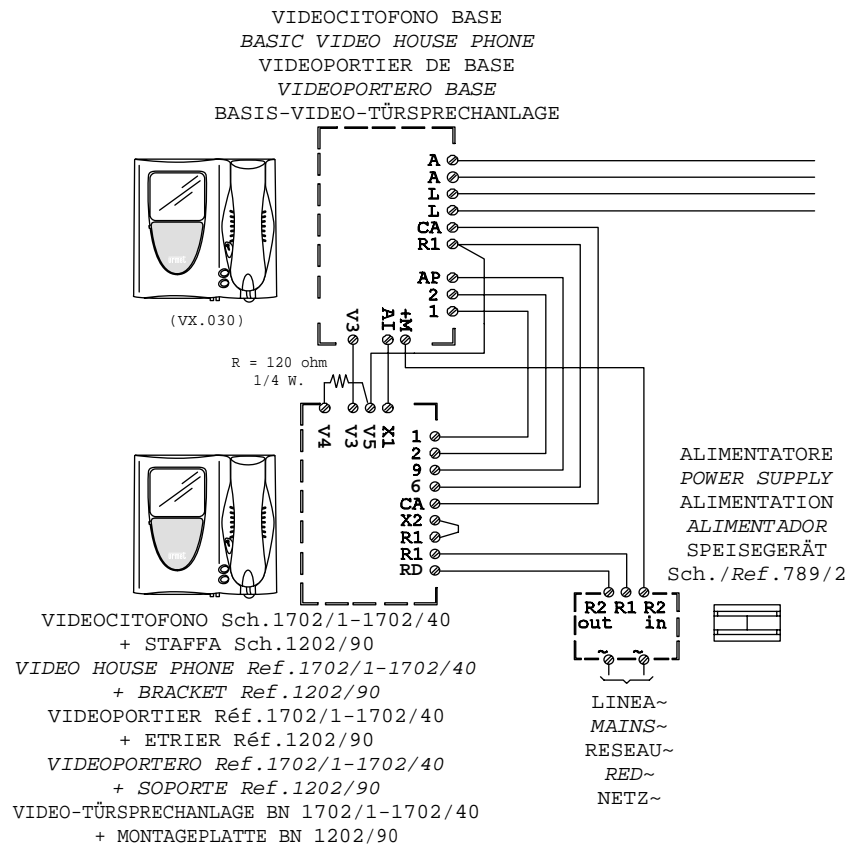 VIDEOCITOFONO BASE
BASIC VIDEO HOUSE PHONE
VIDEOPORTIER DE BASE
VIDEOPORTERO BASE
BASIS-VIDEO-TÜRSPRECHANLAGE
A
A
L
L
CA
R1
AP
2
1
V3
AI
+M
(VX.030)
R = 120 ohm
1/4 W.
V4
V3
V5
X1
1
2
9
6
CA
X2
R1
R1
RD
ALIMENTATORE
POWER SUPPLY
ALIMENTATION
ALIMENTADOR
SPEISEGERÄT
Sch./Ref.789/2
R2 R1 R2
out in
~ ~
LINEA~
MAINS~
RESEAU~
RED~
NETZ~
VIDEOCITOFONO Sch.1702/1-1702/40
+ STAFFA Sch.1202/90
VIDEO HOUSE PHONE Ref.1702/1-1702/40
+ BRACKET Ref.1202/90
VIDEOPORTIER Réf.1702/1-1702/40
+ ETRIER Réf.1202/90
VIDEOPORTERO Ref.1702/1-1702/40
+ SOPORTE Ref.1202/90
VIDEO-TÜRSPRECHANLAGE BN 1702/1-1702/40
+ MONTAGEPLATTE BN 1202/90